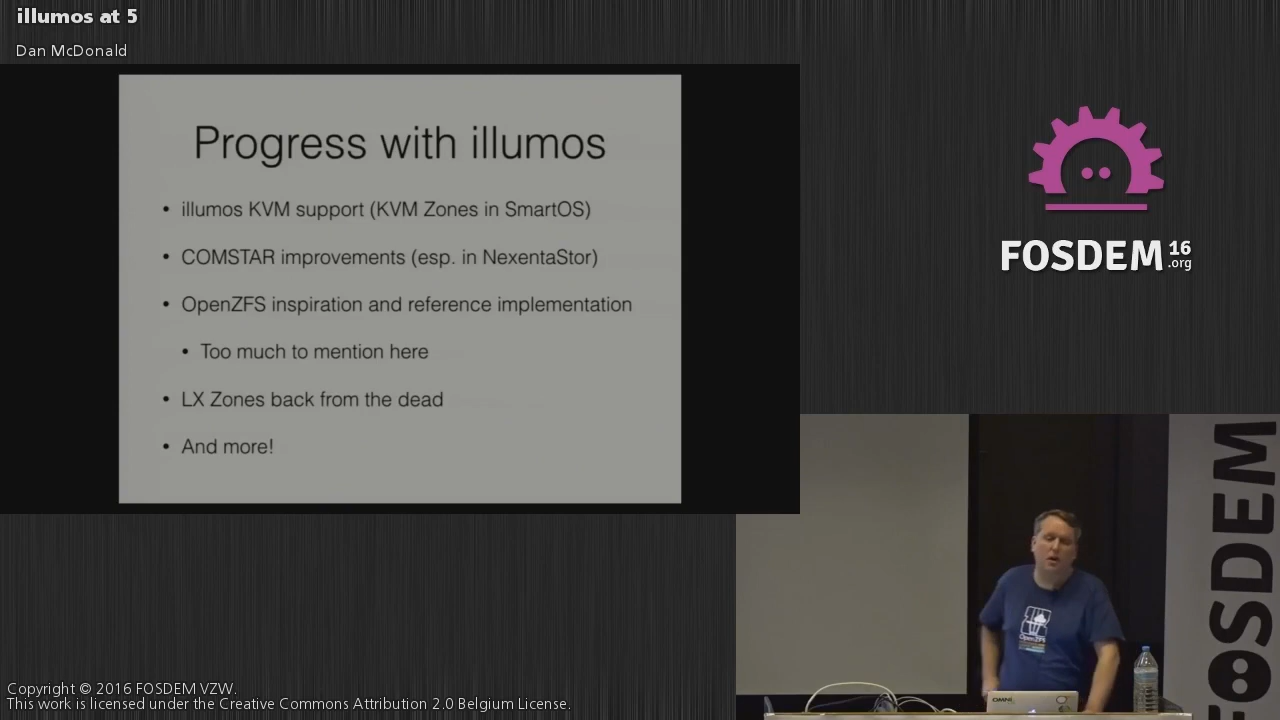 illumos at 5
Dan McDonald
Progress with illumos
• illumos KVM support (KVM Zones in SmartOS)
• COMSTAR improvements (esp. in NexentaStor)
• OpenZFS inspiration and reference implementation
• Too much to mention here
• LX Zones back from the dead
• And more!
FOSDEM 16
.org
OpenZFS
OMNI
FOSDEM
Copyright © 2016 FOSDEM VZW.
This work is licensed under the Creative Commons Attribution 2. Belgium License.